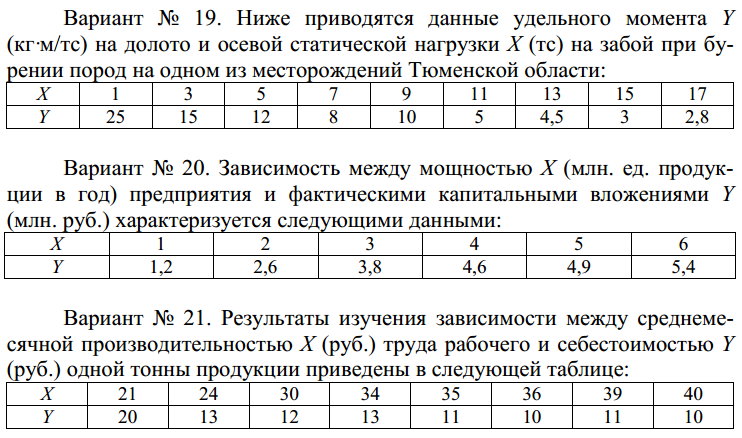 Вариант № 19. Ниже приводятся данные удельного момента Y
(кг·м/тс) на долото и осевой статической нагрузки X (тс) на забой при бу-
рении пород на одном из месторождений Тюменской области:
X 1 3 5 7 9 11 13 15 17
Y 25 15 12 8 10 5 4,5 3 2,8
Вариант № 20. Зависимость между мощностью X (млн. ед. продук-
ции в год) предприятия и фактическими капитальными вложениями Y
(млн. руб.) характеризуется следующими данными:
X 1 2 3 4 5 6
Y 1,2 2,6 3,8 4,6 4,9 5,4
Вариант № 21. Результаты изучения зависимости между среднеме-
сячной производительностью X (руб.) труда рабочего и себестоимостью Y
(руб.) одной тонны продукции приведены в следующей таблице:
X 21 24 30 34 35 36 39 40
Y 20 13 12 13 11 10 11 10